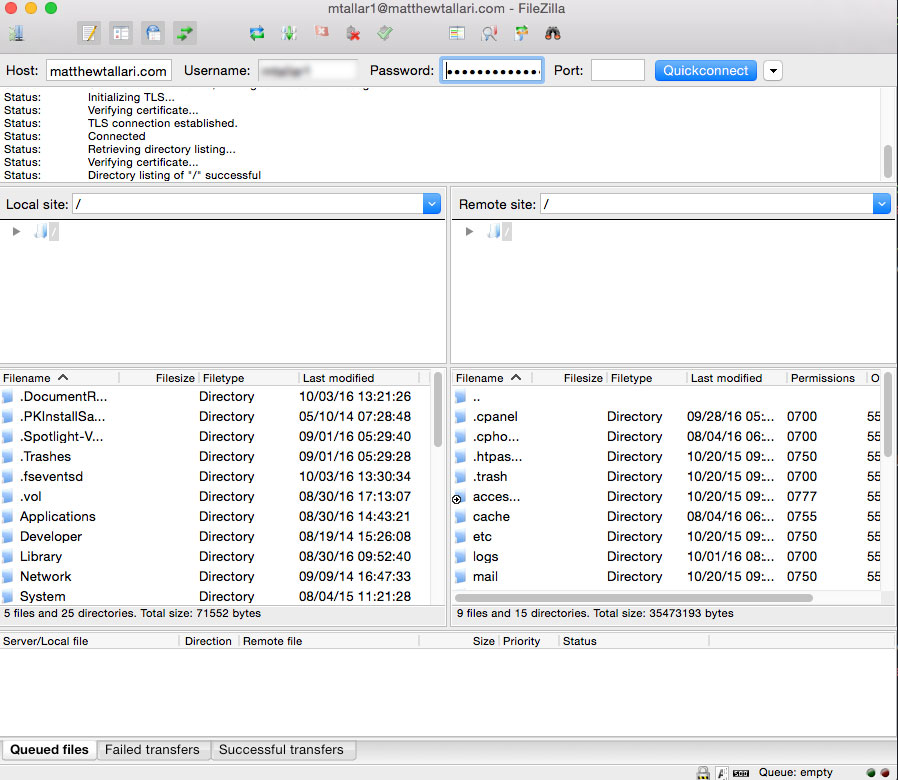 mtallar1@matthewtallari.com - FileZilla
Host: matthewtallari.com Username: Password: ••••••••••••• Port: Quickconnect
Status: Initializing TLS...
Status: Verifying certificate...
Status: TLS connection established.
Status: Connected
Status: Retrieving directory listing...
Status: Verifying certificate...
Status: Directory listing of "/" successful
Local site: / Remote site: /
/ /
Filename Filesize Filetype Last modified
.DocumentR... Directory 10/03/16 13:21:26
.PKInstallSa... Directory 05/10/14 07:28:48
.Spotlight-V... Directory 09/01/16 05:29:40
.Trashes Directory 09/01/16 05:29:28
.fseventsd Directory 10/03/16 13:30:34
.vol Directory 08/30/16 17:13:07
Applications Directory 08/30/16 14:43:21
Developer Directory 08/19/14 15:26:08
Library Directory 08/30/16 09:52:40
Network Directory 09/09/14 16:47:33
System Directory 08/04/15 11:21:28
5 files and 25 directories. Total size: 71552 bytes
Filename Filesize Filetype Last modified Permissions O
..
.cpanel Directory 09/28/16 05:... 0700 55
.cpho... Directory 08/04/16 06:... 0700 55
.htpas... Directory 10/20/15 09:... 0750 55
.trash Directory 10/20/15 09:... 0700 55
acces... Directory 10/20/15 09:... 0777 55
cache Directory 08/04/16 06:... 0755 55
etc Directory 10/20/15 09:... 0750 55
logs Directory 10/01/16 08:... 0700 55
mail Directory 10/20/15 09:... 0750 55
9 files and 15 directories. Total size: 35473193 bytes
Server/Local file Direction Remote file Size Priority Status
Queued files Failed transfers Successful transfers
Queue: empty